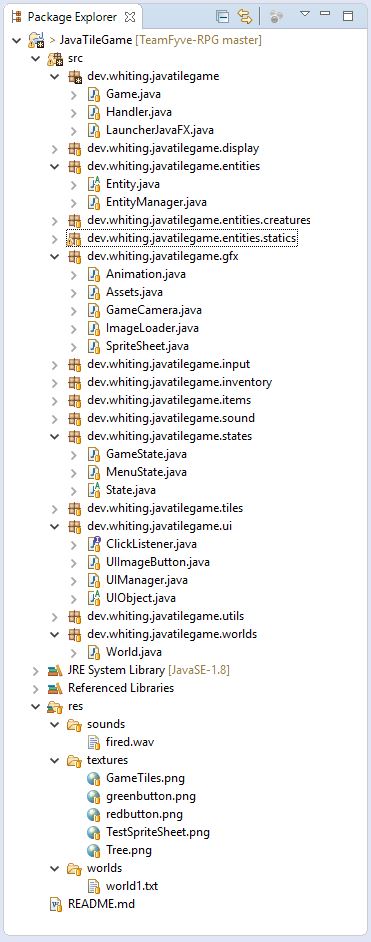 Package Explorer
> JavaTileGame [TeamFyve-RPG master]
src
dev.whiting.javatilegame
Game.java
Handler.java
LauncherJavaFX.java
dev.whiting.javatilegame.display
dev.whiting.javatilegame.entities
Entity.java
EntityManager.java
dev.whiting.javatilegame.entities.creatures
dev.whiting.javatilegame.entities.statics
dev.whiting.javatilegame.gfx
Animation.java
Assets.java
GameCamera.java
ImageLoader.java
SpriteSheet.java
dev.whiting.javatilegame.input
dev.whiting.javatilegame.inventory
dev.whiting.javatilegame.items
dev.whiting.javatilegame.sound
dev.whiting.javatilegame.states
GameState.java
MenuState.java
State.java
dev.whiting.javatilegame.tiles
dev.whiting.javatilegame.ui
ClickListener.java
UIImageButton.java
UIManager.java
UIObject.java
dev.whiting.javatilegame.utils
dev.whiting.javatilegame.worlds
World.java
JRE System Library [JavaSE-1.8]
Referenced Libraries
res
sounds
fired.wav
textures
GameTiles.png
greenbutton.png
redbutton.png
TestSpriteSheet.png
Tree.png
worlds
world1.txt
README.md